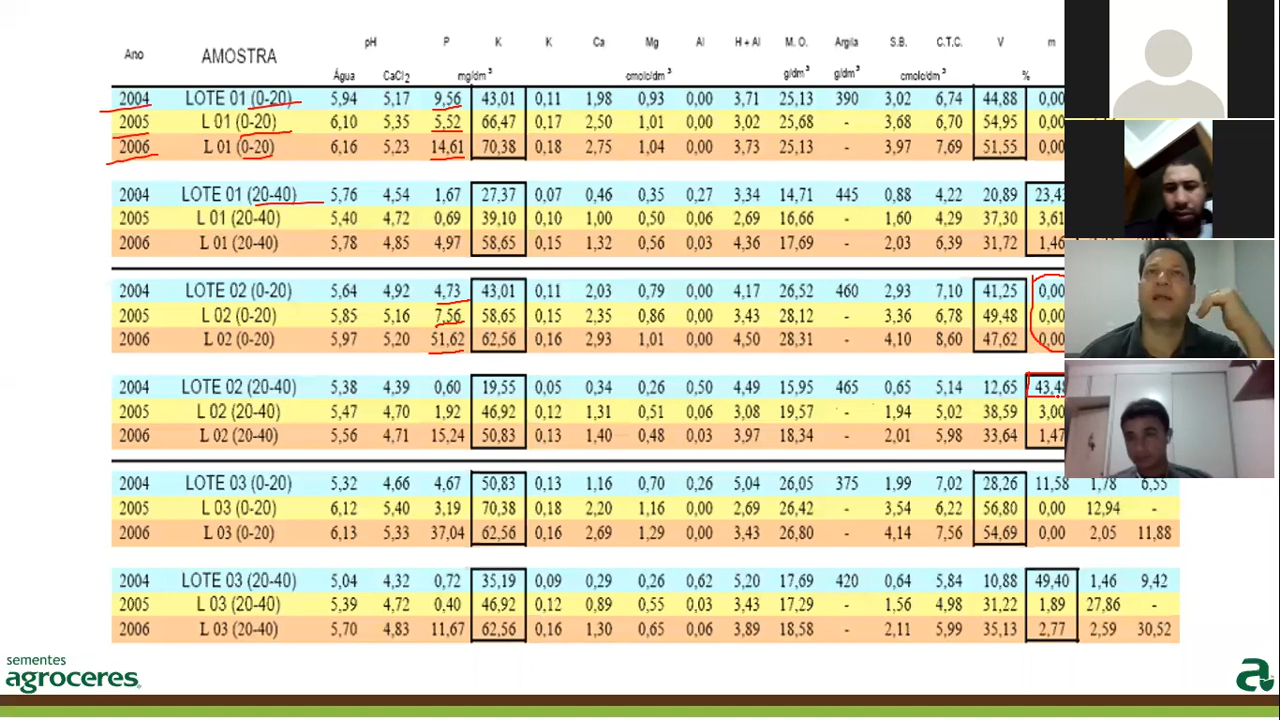 Ano AMOSTRA pH P K K Ca Mg Al H + Al M. O. Argila S.B. C.T.C. V m
Água CaCl2 mg/dm³ cmolc/dm³ g/dm³ g/dm³ cmolc/dm³ %
2004 LOTE 01 (0-20) 5,94 5,17 9,56 43,01 0,11 1,98 0,93 0,00 3,71 25,13 390 3,02 6,74 44,88 0,00
2005 L 01 (0-20) 6,10 5,35 5,52 66,47 0,17 2,50 1,01 0,00 3,02 25,68 - 3,68 6,70 54,95 0,00
2006 L 01 (0-20) 6,16 5,23 14,61 70,38 0,18 2,75 1,04 0,00 3,73 25,13 - 3,97 7,69 51,55 0,00
2004 LOTE 01 (20-40) 5,76 4,54 1,67 27,37 0,07 0,46 0,35 0,27 3,34 14,71 445 0,88 4,22 20,89
2005 L 01 (20-40) 5,40 4,72 0,69 39,10 0,10 1,00 0,50 0,06 2,69 16,66 - 1,60 4,29 37,30 3,61
2006 L 01 (20-40) 5,78 4,85 4,97 58,65 0,15 1,32 0,56 0,03 4,36 17,69 - 2,03 6,39 31,72 1,46
2004 LOTE 02 (0-20) 5,64 4,92 4,73 43,01 0,11 2,03 0,79 0,00 4,17 26,52 460 2,93 7,10 41,25 0,00
2005 L 02 (0-20) 5,85 5,16 7,56 58,65 0,15 2,35 0,86 0,00 3,43 28,12 - 3,36 6,78 49,48 0,00
2006 L 02 (0-20) 5,97 5,20 51,62 62,56 0,16 2,93 1,01 0,00 4,50 28,31 - 4,10 8,60 47,62 0,00
2004 LOTE 02 (20-40) 5,38 4,39 0,60 19,55 0,05 0,34 0,26 0,50 4,49 15,95 465 0,65 5,14 12,65
2005 L 02 (20-40) 5,47 4,70 1,92 46,92 0,12 1,31 0,51 0,06 3,08 19,57 - 1,94 5,02 38,59 3,00
2006 L 02 (20-40) 5,56 4,71 15,24 50,83 0,13 1,40 0,48 0,03 3,97 18,34 - 2,01 5,98 33,64 1,47
2004 LOTE 03 (0-20) 5,32 4,66 4,67 50,83 0,13 1,16 0,70 0,26 5,04 26,05 375 1,99 7,02 28,26 11,58 1,78 6,55
2005 L 03 (0-20) 6,12 5,40 3,19 70,38 0,18 2,20 1,16 0,00 2,69 26,42 - 3,54 6,22 56,80 0,00 12,94 -
2006 L 03 (0-20) 6,13 5,33 37,04 62,56 0,16 2,69 1,29 0,00 3,43 26,80 - 4,14 7,56 54,69 0,00 2,05 11,88
2004 LOTE 03 (20-40) 5,04 4,32 0,72 35,19 0,09 0,29 0,26 0,62 5,20 17,69 420 0,64 5,84 10,88 49,40 1,46 9,42
2005 L 03 (20-40) 5,39 4,72 0,40 46,92 0,12 0,89 0,55 0,03 3,43 17,29 - 1,56 4,98 31,22 1,89 27,86 -
2006 L 03 (20-40) 5,70 4,83 11,67 62,56 0,16 1,30 0,65 0,06 3,89 18,58 - 2,11 5,99 35,13 2,77 2,59 30,52
sementes
agroceres